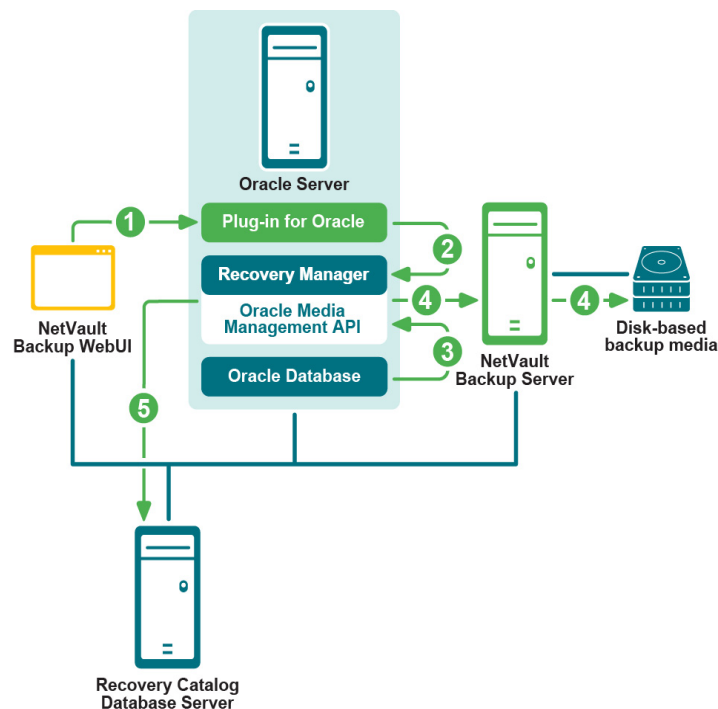 Oracle Server
1
Plug-in for Oracle
2
Recovery Manager
NetVault
Backup WebUI
Oracle Media
Management API
4
4
3
NetVault
Backup Server
Disk-based
backup media
Oracle Database
5
Recovery Catalog
Database Server